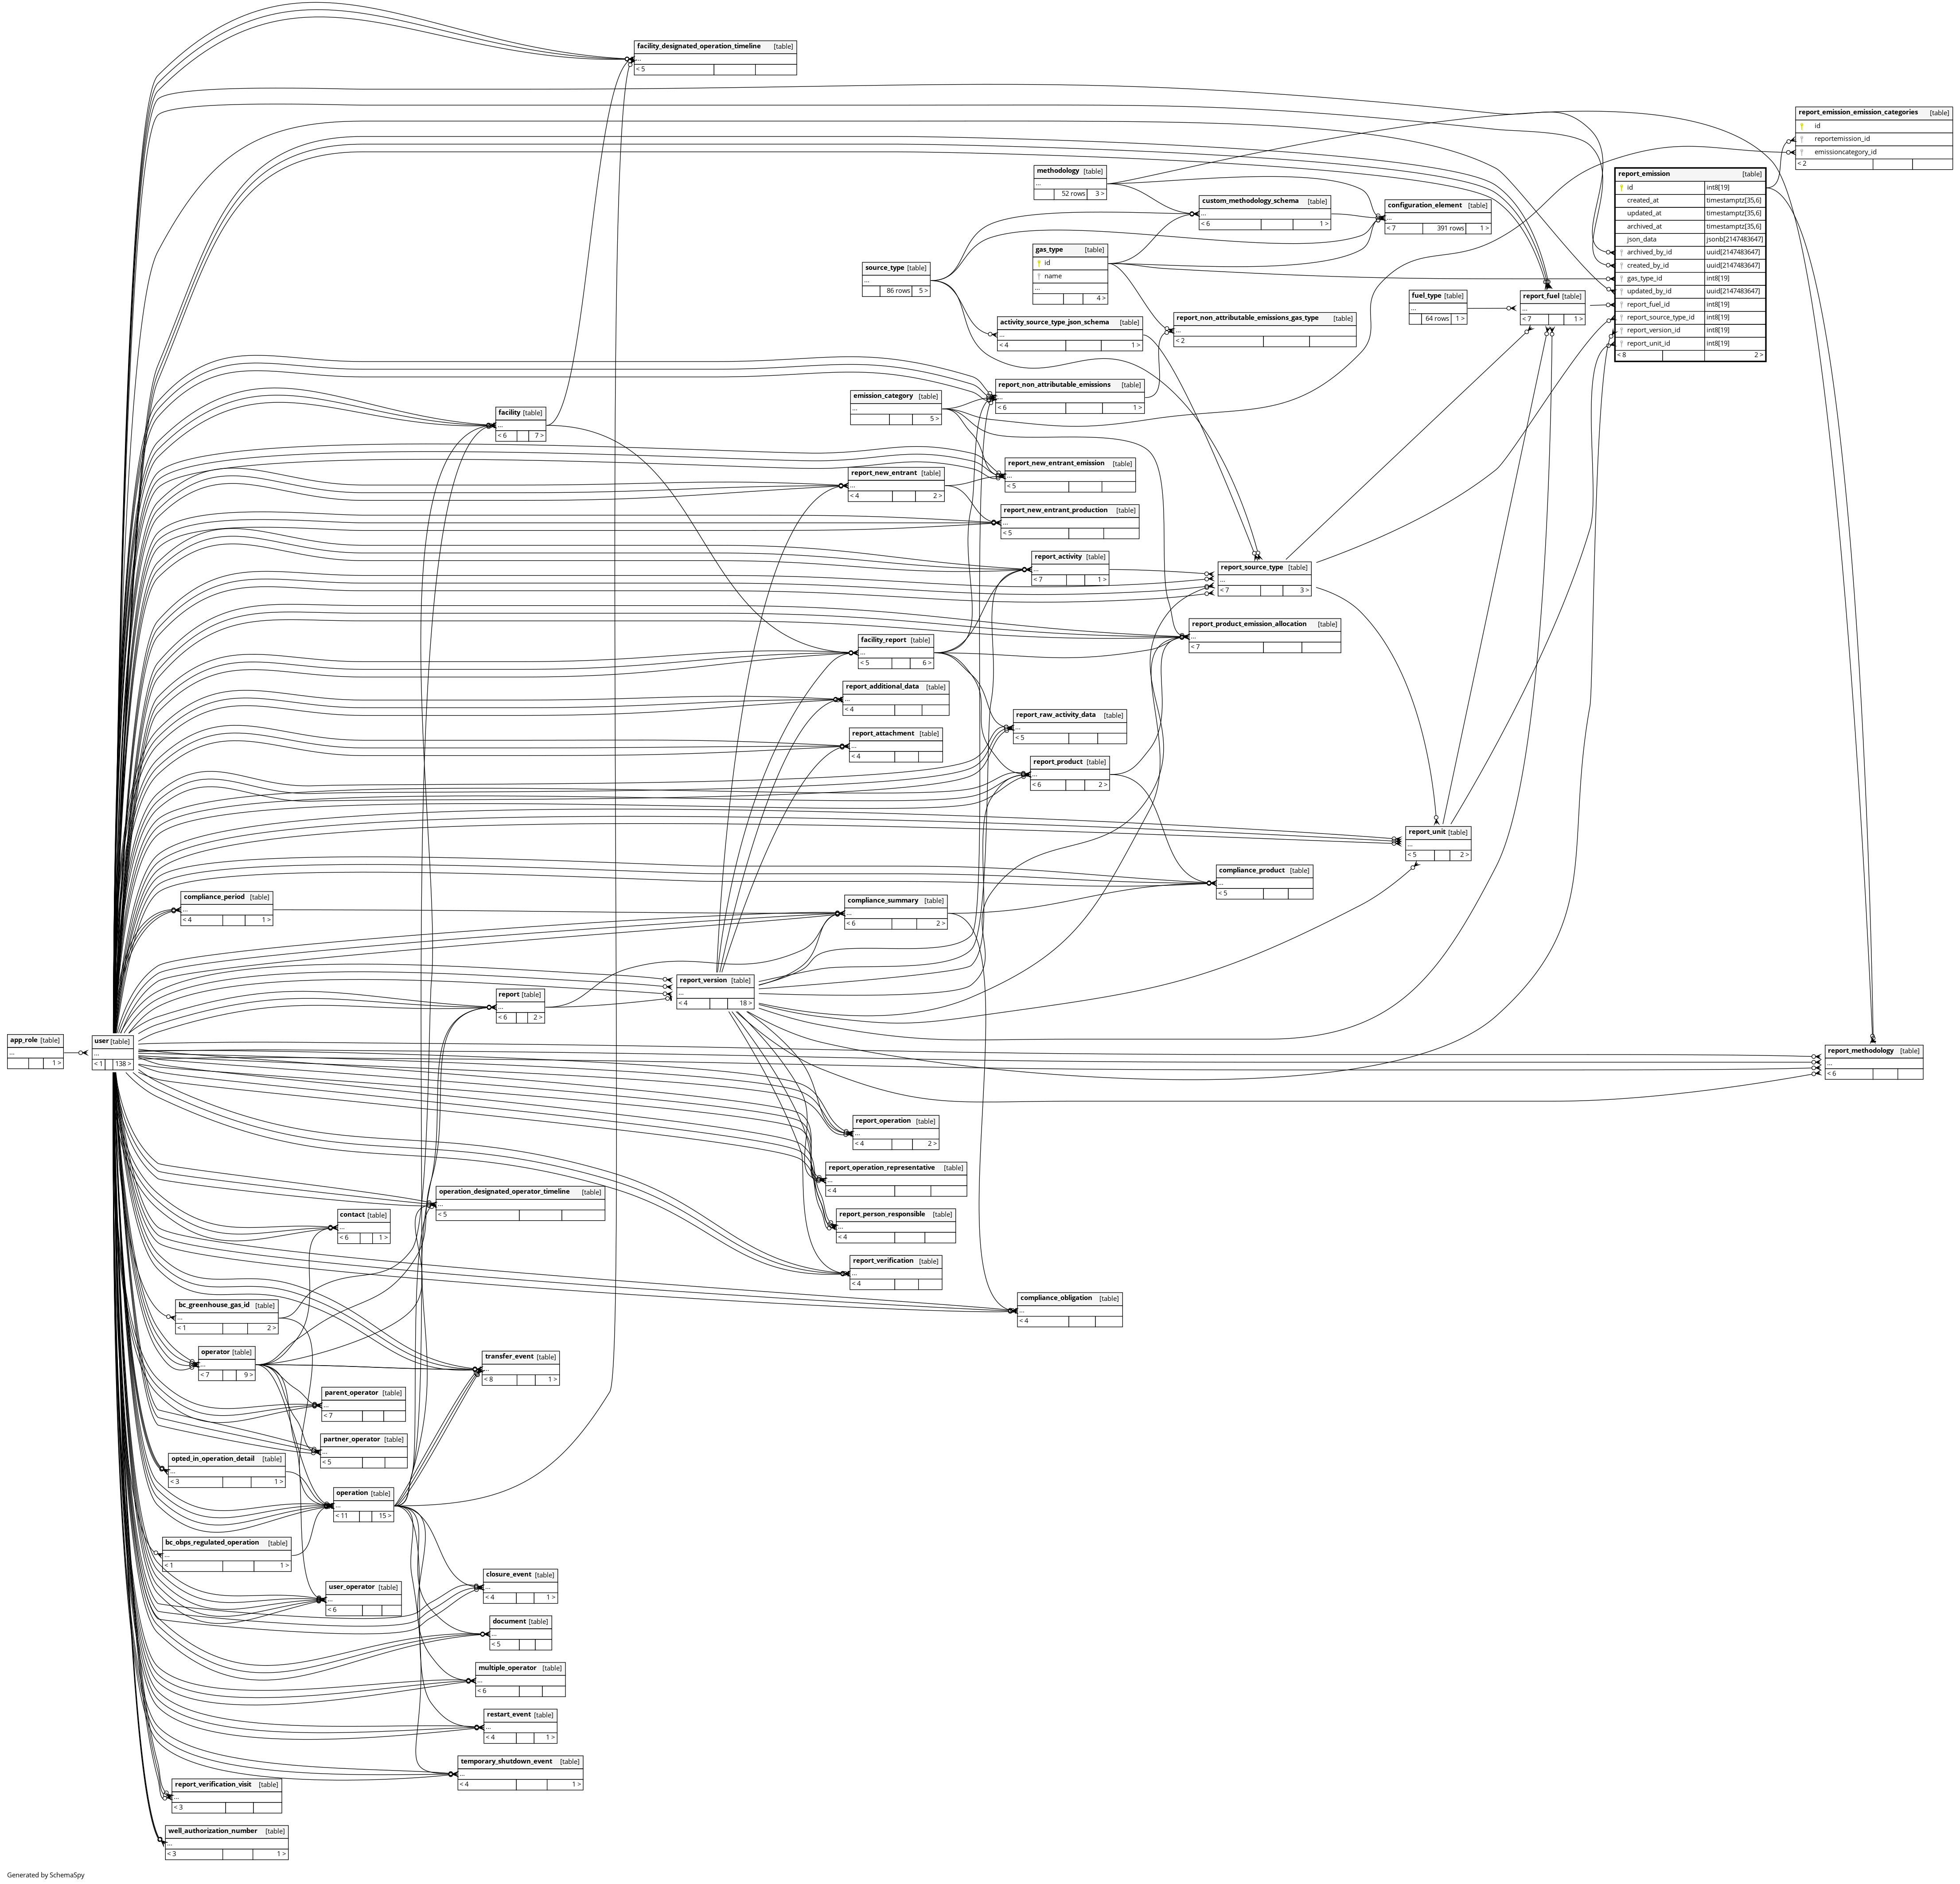 facility_designated_operation_timeline [table]
...
< 5
report_emission_emission_categories [table]
id
reportemission_id
emissioncategory_id
< 2
report_emission [table]
id int8[19]
created_at timestamptz[35,6]
updated_at timestamptz[35,6]
archived_at timestamptz[35,6]
json_data jsonb[2147483647]
archived_by_id uuid[2147483647]
created_by_id uuid[2147483647]
gas_type_id int8[19]
updated_by_id uuid[2147483647]
report_fuel_id int8[19]
report_source_type_id int8[19]
report_version_id int8[19]
report_unit_id int8[19]
< 8 2 >
methodology [table]
...
52 rows 3 >
custom_methodology_schema [table]
...
< 6 1 >
configuration_element [table]
...
< 7 391 rows 1 >
gas_type [table]
id
name
...
4 >
source_type [table]
...
86 rows 5 >
fuel_type [table]
...
64 rows 1 >
report_fuel [table]
...
< 7 1 >
activity_source_type_json_schema [table]
...
< 4 1 >
report_non_attributable_emissions_gas_type [table]
...
< 2
report_non_attributable_emissions [table]
...
< 6 1 >
emission_category [table]
...
5 >
facility [table]
...
< 6 7 >
report_new_entrant_emission [table]
...
< 5
report_new_entrant [table]
...
< 4 2 >
report_new_entrant_production [table]
...
< 5
report_activity [table]
...
< 7 1 >
report_source_type [table]
...
< 7 3 >
report_product_emission_allocation [table]
...
< 7
facility_report [table]
...
< 5 6 >
report_additional_data [table]
...
< 4
report_raw_activity_data [table]
...
< 5
report_attachment [table]
...
< 4
report_product [table]
...
< 6 2 >
report_unit [table]
...
< 5 2 >
compliance_product [table]
...
< 5
compliance_period [table]
...
< 4 1 >
compliance_summary [table]
...
< 6 2 >
report_version [table]
...
< 4 18 >
report [table]
...
< 6 2 >
app_role [table]
...
1 >
user [table]
...
< 1 138 >
report_methodology [table]
...
< 6
report_operation [table]
...
< 4 2 >
report_operation_representative [table]
...
< 4
operation_designated_operator_timeline [table]
...
< 5
contact [table]
...
< 6 1 >
report_person_responsible [table]
...
< 4
report_verification [table]
...
< 4
compliance_obligation [table]
...
< 4
bc_greenhouse_gas_id [table]
...
< 1 2 >
operator [table]
...
< 7 9 >
transfer_event [table]
...
< 8 1 >
parent_operator [table]
...
< 7
partner_operator [table]
...
< 5
opted_in_operation_detail [table]
...
< 3 1 >
operation [table]
...
< 11 15 >
bc_obps_regulated_operation [table]
...
< 1 1 >
closure_event [table]
...
< 4 1 >
user_operator [table]
...
< 6
document [table]
...
< 5
multiple_operator [table]
...
< 6
restart_event [table]
...
< 4 1 >
temporary_shutdown_event [table]
...
< 4 1 >
report_verification_visit [table]
...
< 3
well_authorization_number [table]
...
< 3 1 >
Generated by SchemaSpy